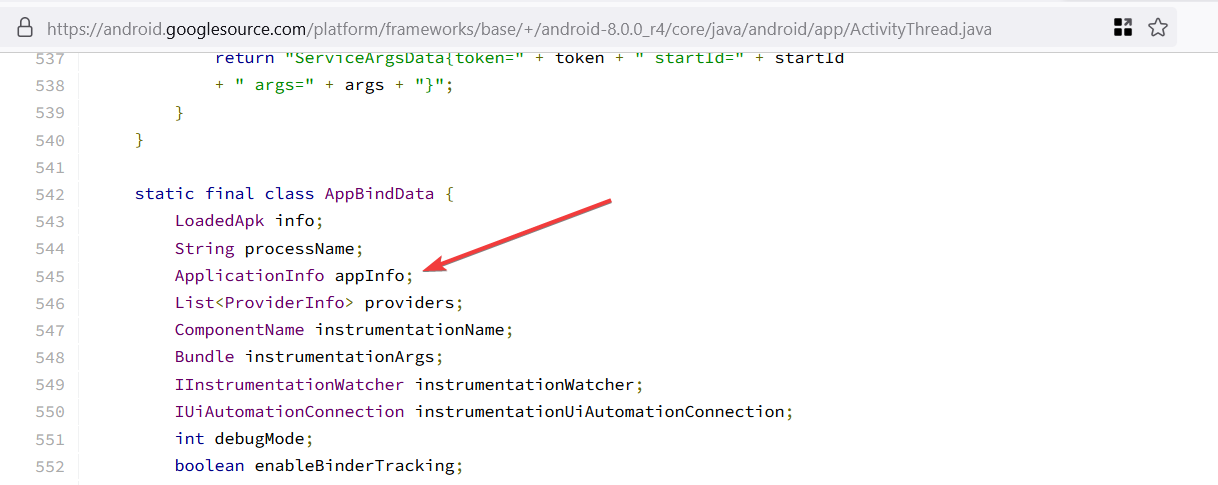 https://android.googlesource.com/platform/frameworks/base/+/android-8.0.0_r4/core/java/android/app/ActivityThread.java
537 return "ServiceArgsData{token=" + token + " startId=" + startId
538 + " args=" + args + "}";
539 }
540 }
541
542 static final class AppBindData {
543 LoadedApk info;
544 String processName;
545 ApplicationInfo appInfo;
546 List<ProviderInfo> providers;
547 ComponentName instrumentationName;
548 Bundle instrumentationArgs;
549 IInstrumentationWatcher instrumentationWatcher;
550 IUiAutomationConnection instrumentationUiAutomationConnection;
551 int debugMode;
552 boolean enableBinderTracking;